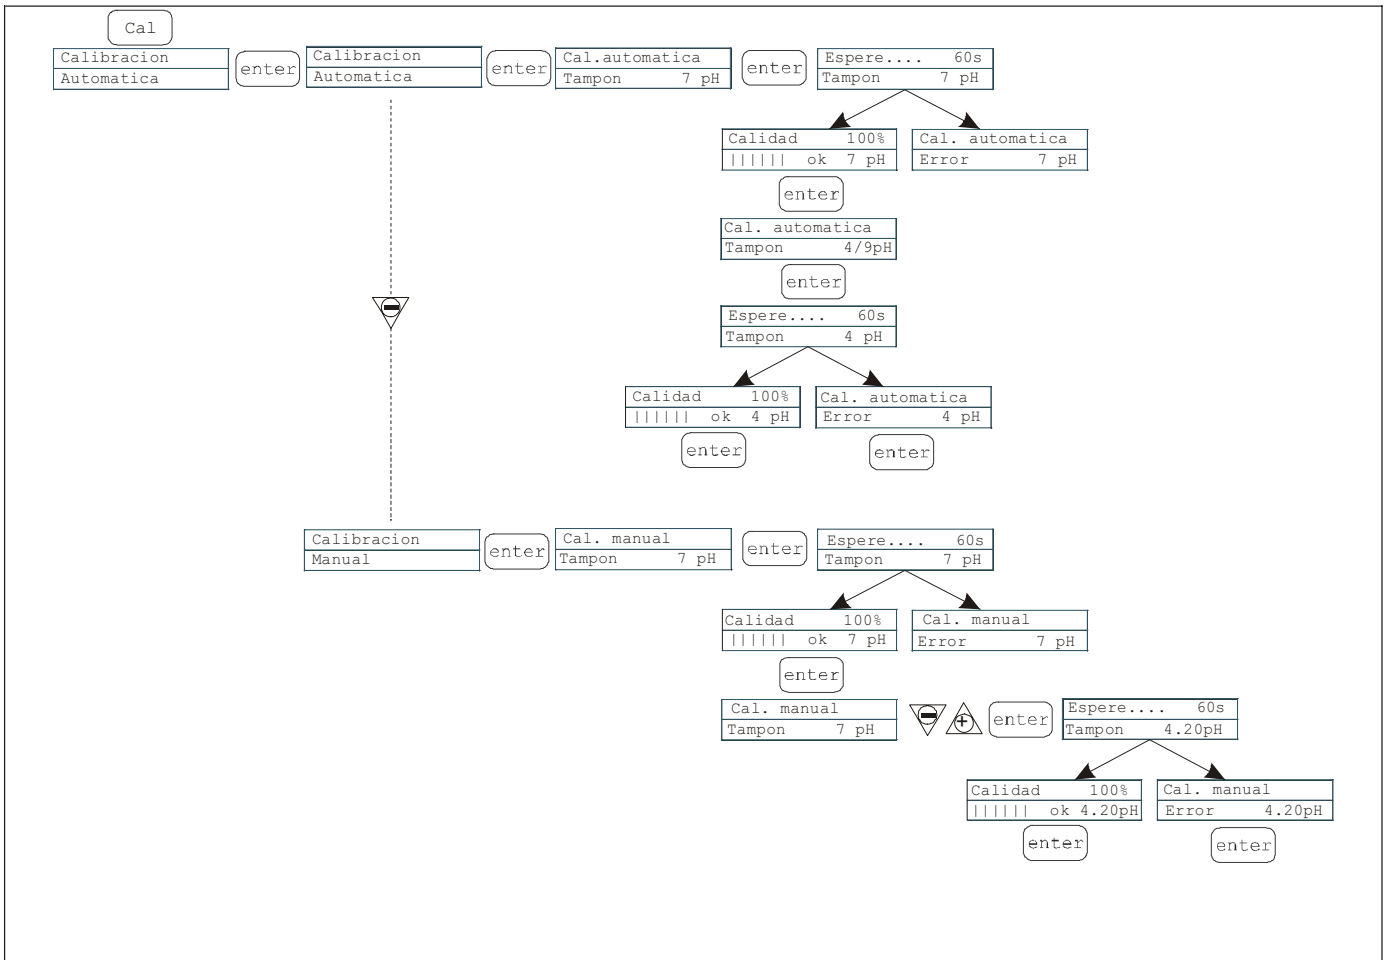 Cal
Calibracion
Automatica
enter
Calibracion
Automatica
enter
Cal.automatica
Tampon 7 pH
enter
Espere.... 60s
Tampon 7 pH
Calidad 100%
|||||| ok 7 pH
Cal. automatica
Error 7 pH
enter
Cal. automatica
Tampon 4/9pH
enter
Espere.... 60s
Tampon 4 pH
Calidad 100%
|||||| ok 4 pH
Cal. automatica
Error 4 pH
enter
enter
Calibracion
Manual
enter
Cal. manual
Tampon 7 pH
enter
Espere.... 60s
Tampon 7 pH
Calidad 100%
|||||| ok 7 pH
Cal. manual
Error 7 pH
enter
Cal. manual
Tampon 7 pH
enter
Espere.... 60s
Tampon 4.20pH
Calidad 100%
|||||| ok 4.20pH
Cal. manual
Error 4.20pH
enter
enter